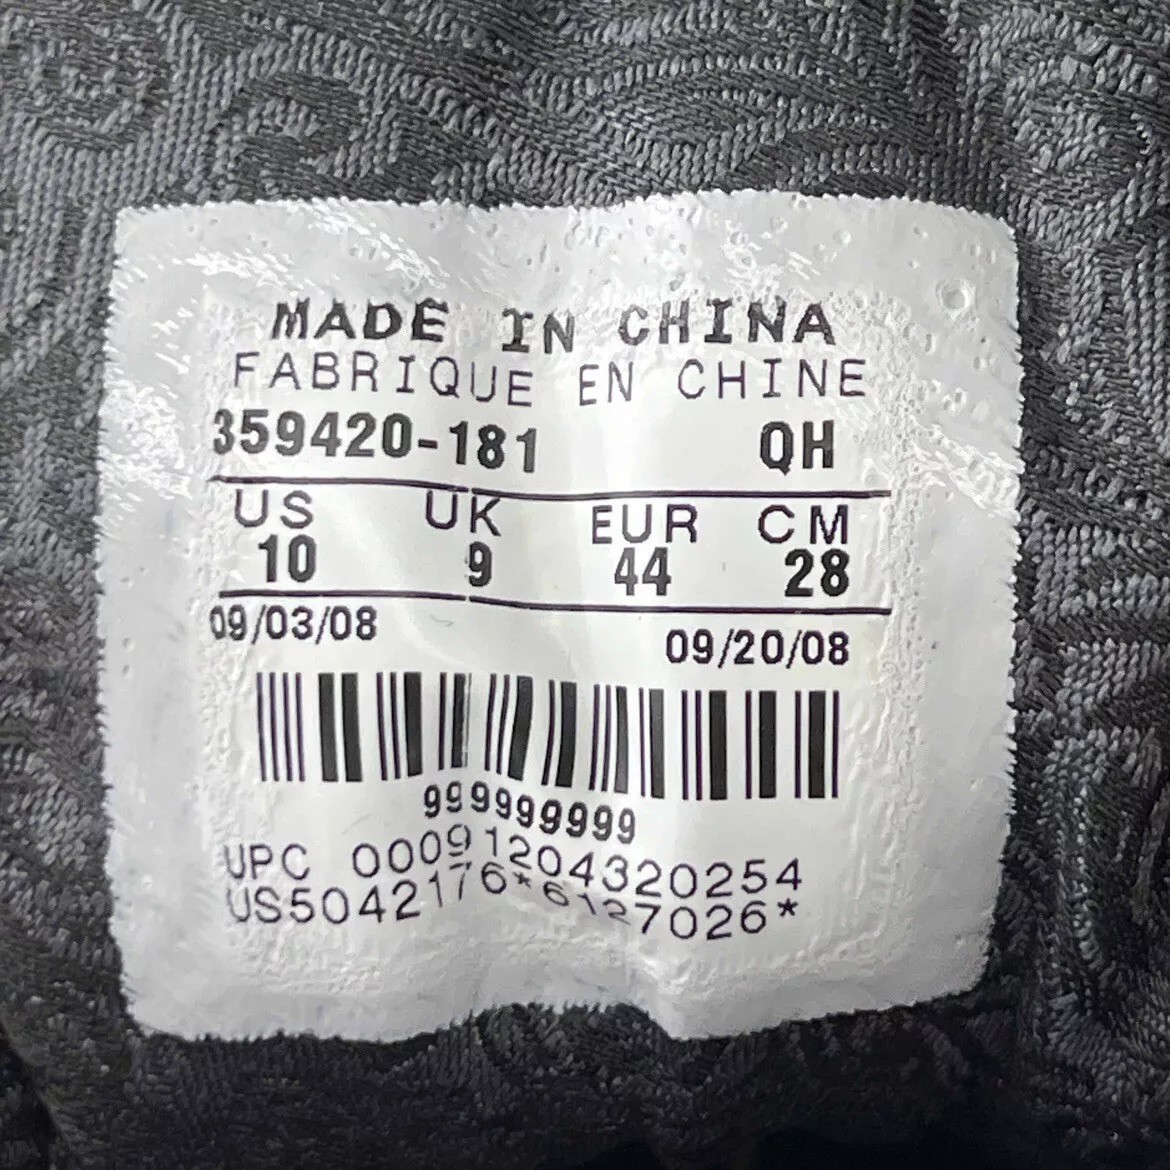 MADE IN CHINA
FABRIQUE EN CHINE
359420-181 QH
US UK EUR CM
10 9 44 28
09/03/08 09/20/08
999999999
UPC 00091204320254
US5042176*6127026*